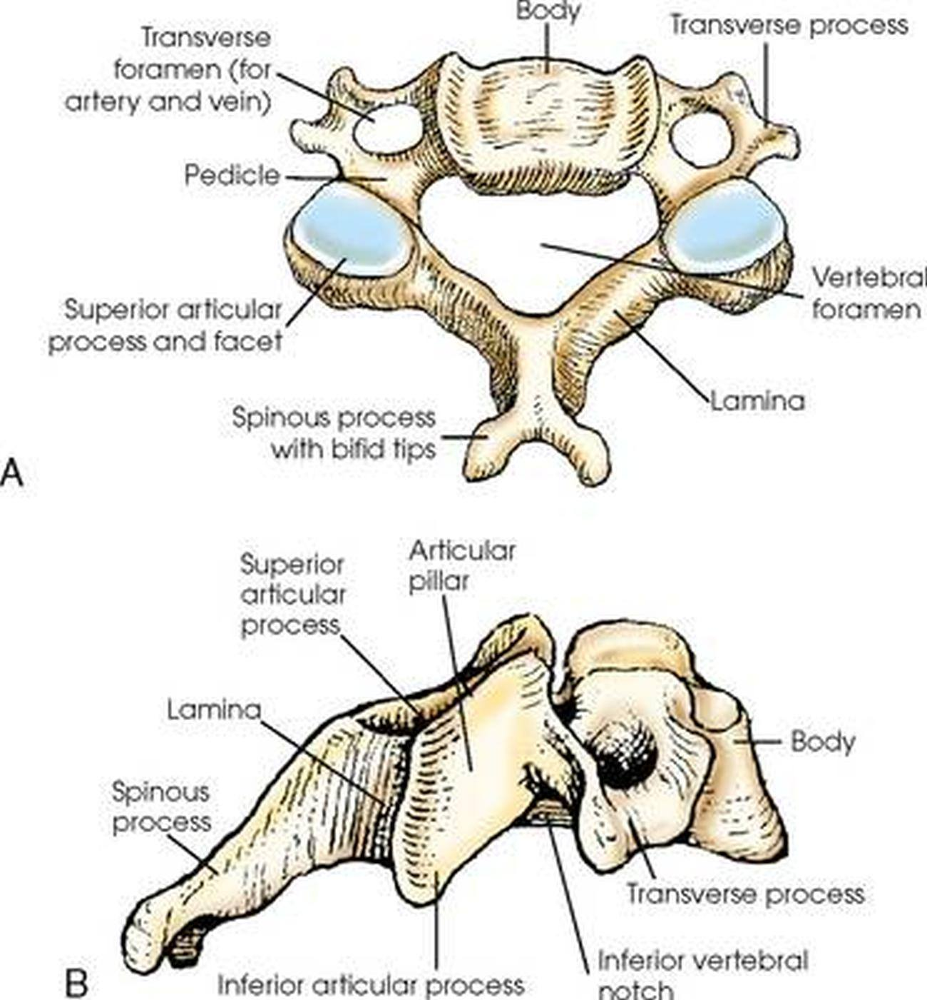 Body
Transverse process
Transverse
foramen (for
artery and vein)
Pedicle
Superior articular
process and facet
Vertebral
foramen
Lamina
Spinous process
with bifid tips
A
Superior
articular
process
Articular
pillar
Lamina
Spinous
process
Body
Transverse process
Inferior vertebral
notch
Inferior articular process
B